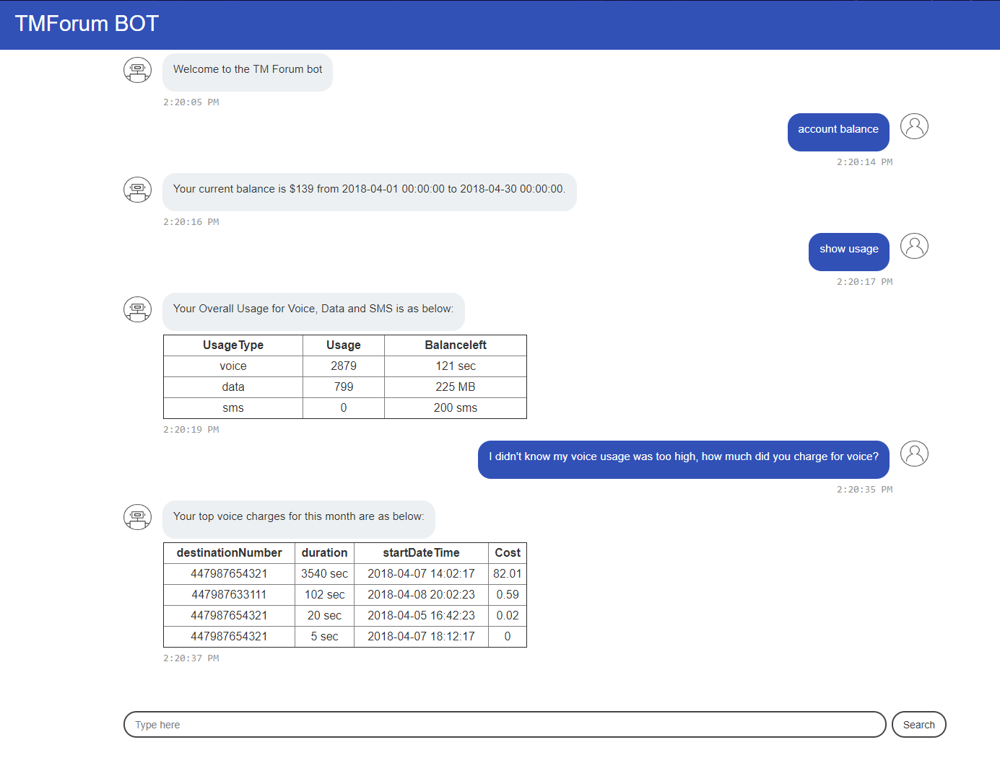 TMForum BOT
Welcome to the TM Forum bot
2:20:05 PM
account balance
2:20:14 PM
Your current balance is $139 from 2018-04-01 00:00:00 to 2018-04-30 00:00:00.
2:20:16 PM
show usage
2:20:17 PM
Your Overall Usage for Voice, Data and SMS is as below:
UsageType Usage Balanceleft
voice 2879 121 sec
data 799 225 MB
sms 0 200 sms
2:20:19 PM
I didn't know my voice usage was too high, how much did you charge for voice?
2:20:35 PM
Your top voice charges for this month are as below:
destinationNumber duration startDateTime Cost
447987654321 3540 sec 2018-04-07 14:02:17 82.01
447987633111 102 sec 2018-04-08 20:02:23 0.59
447987654321 20 sec 2018-04-05 16:42:23 0.02
447987654321 5 sec 2018-04-07 18:12:17 0
2:20:37 PM
Type here Search